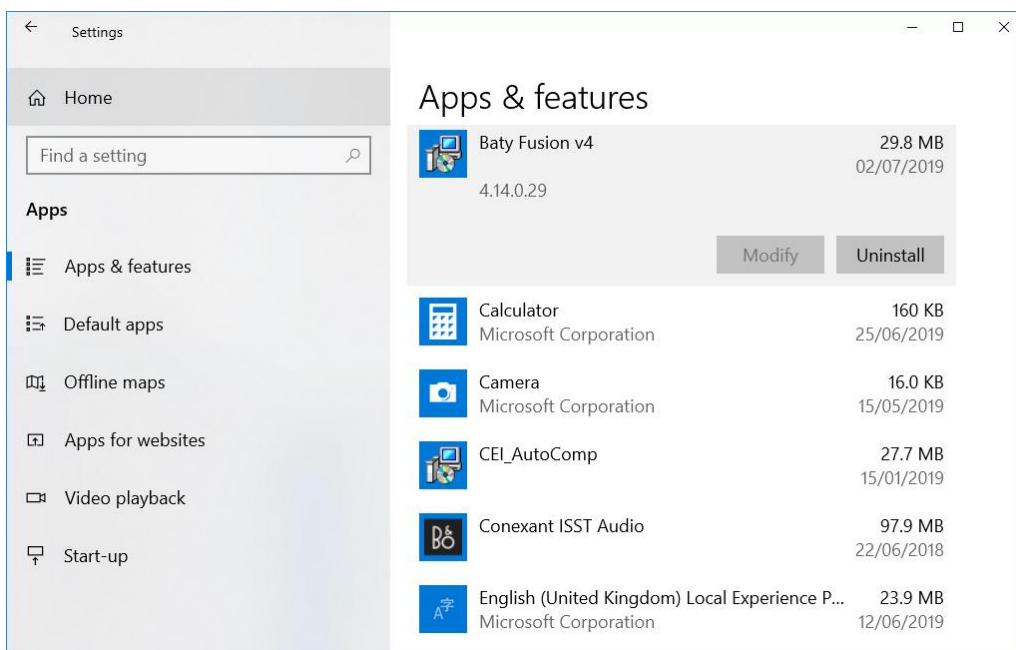 Settings
Home
Find a setting
Apps
Apps & features
Default apps
Offline maps
Apps for websites
Video playback
Start-up
Apps & features
Baty Fusion v4 29.8 MB
02/07/2019
4.14.0.29
Modify Uninstall
Calculator 160 KB
Microsoft Corporation 25/06/2019
Camera 16.0 KB
Microsoft Corporation 15/05/2019
CEI_AutoComp 27.7 MB
15/01/2019
B&O Conexant ISST Audio 97.9 MB
22/06/2018
A字 English (United Kingdom) Local Experience P... 23.9 MB
Microsoft Corporation 12/06/2019